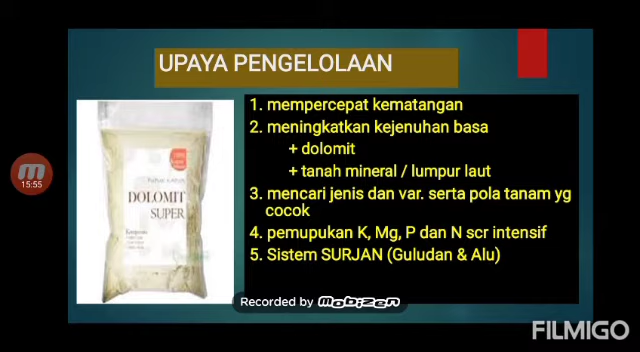 UPAYA PENGELOLAAN
1. mempercepat kematangan
2. meningkatkan kejenuhan basa
+ dolomit
+ tanah mineral / lumpur laut
3. mencari jenis dan var. serta pola tanam yg
cocok
4. pemupukan K, Mg, P dan N scr intensif
5. Sistem SURJAN (Guludan & Alu)
DOLOMIT
SUPER
15:55
Recorded by mobizen
FILMIGO